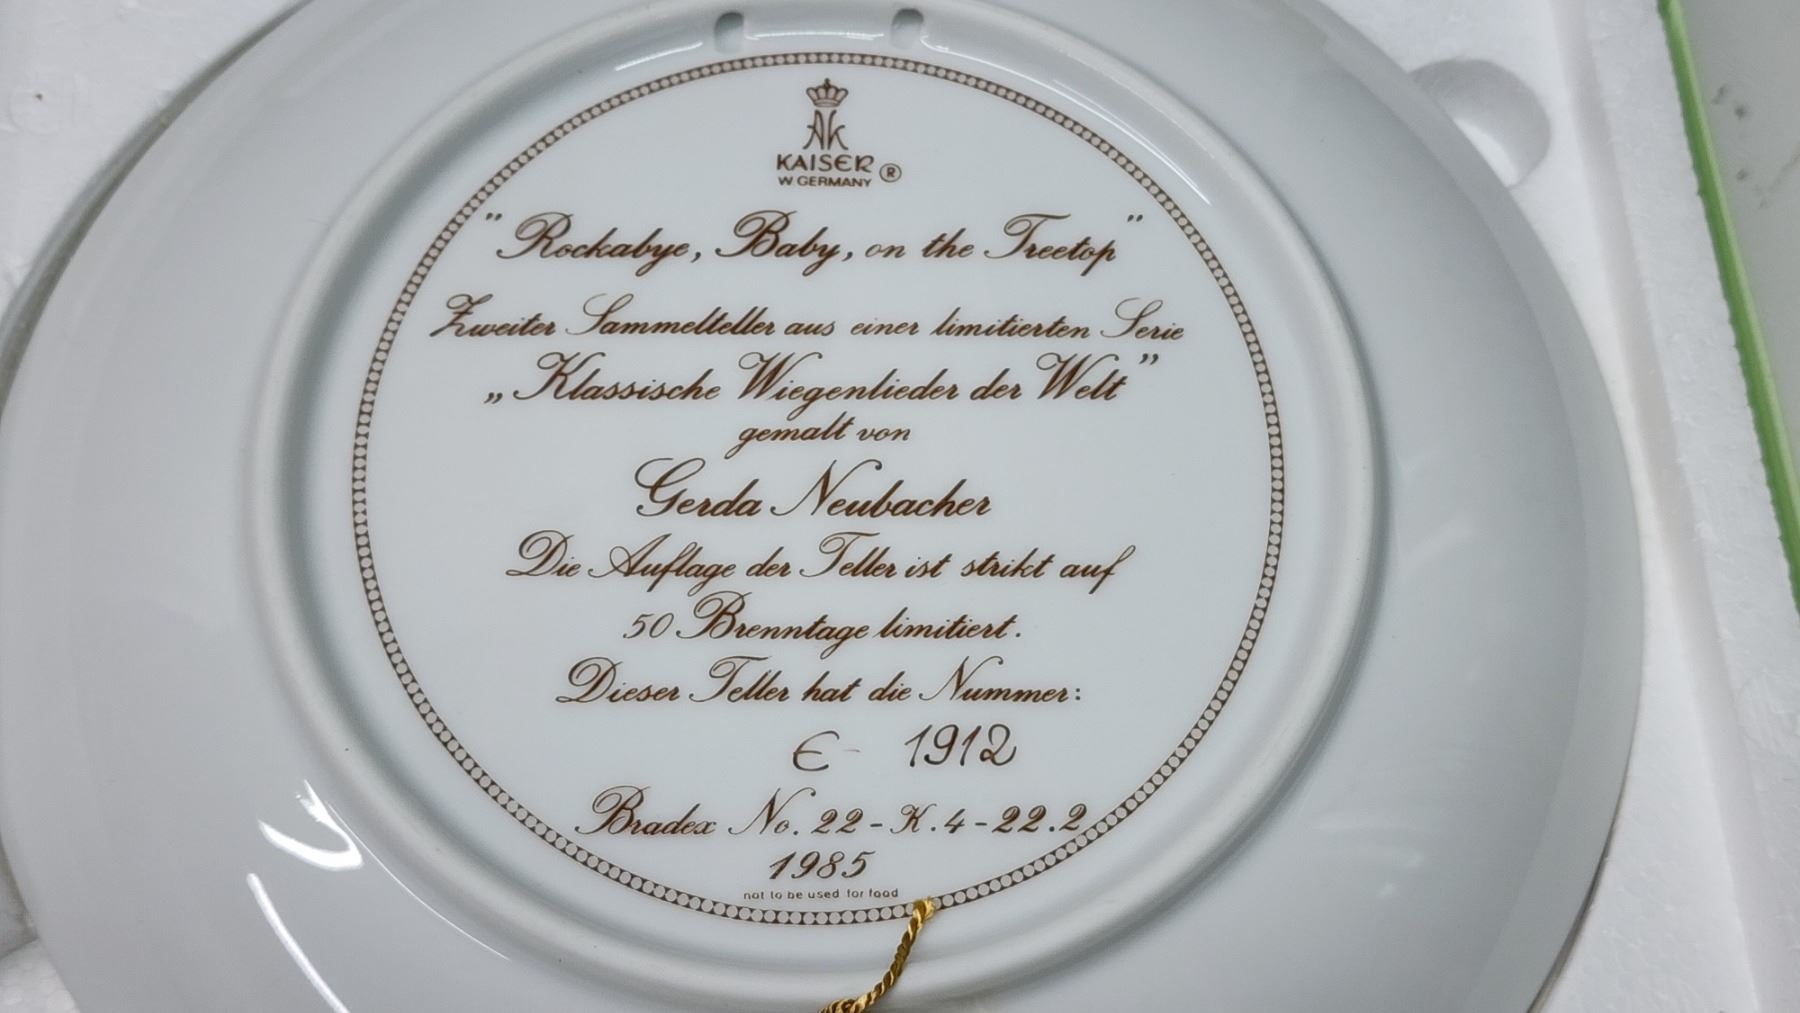 AK
KAISER ®
W. GERMANY
"Rockabye, Baby, on the Treetop"
Zweiter Sammelteller aus einer limitierten Serie
„Klassische Wiegenlieder der Welt”
gemalt von
Gerda Neubacher
Die Auflage der Teller ist strikt auf
50 Brenntage limitiert.
Dieser Teller hat die Nummer:
E - 1912
Bradex No. 22-K.4-22.2
1985
not to be used for food